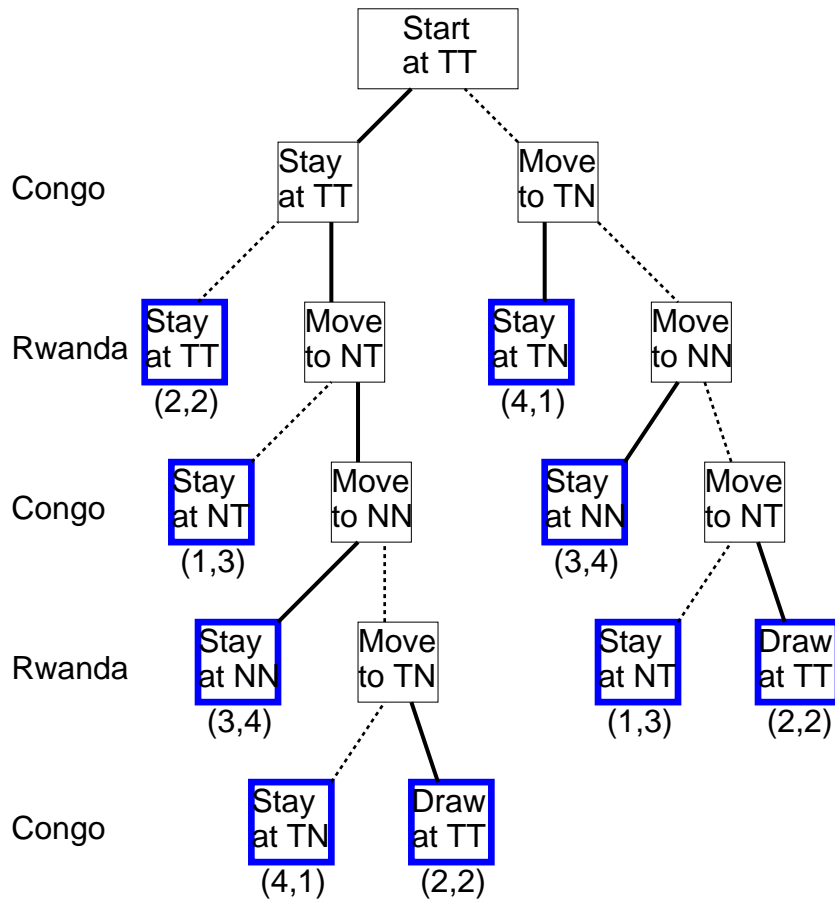 Start
at TT
Congo
Stay
at TT
Move
to TN
Rwanda
Stay
at TT
(2,2)
Move
to NT
Stay
at TN
(4,1)
Move
to NN
Congo
Stay
at NT
(1,3)
Move
to NN
Stay
at NN
(3,4)
Move
to NT
Rwanda
Stay
at NN
(3,4)
Move
to TN
Stay
at NT
(1,3)
Draw
at TT
(2,2)
Congo
Stay
at TN
(4,1)
Draw
at TT
(2,2)